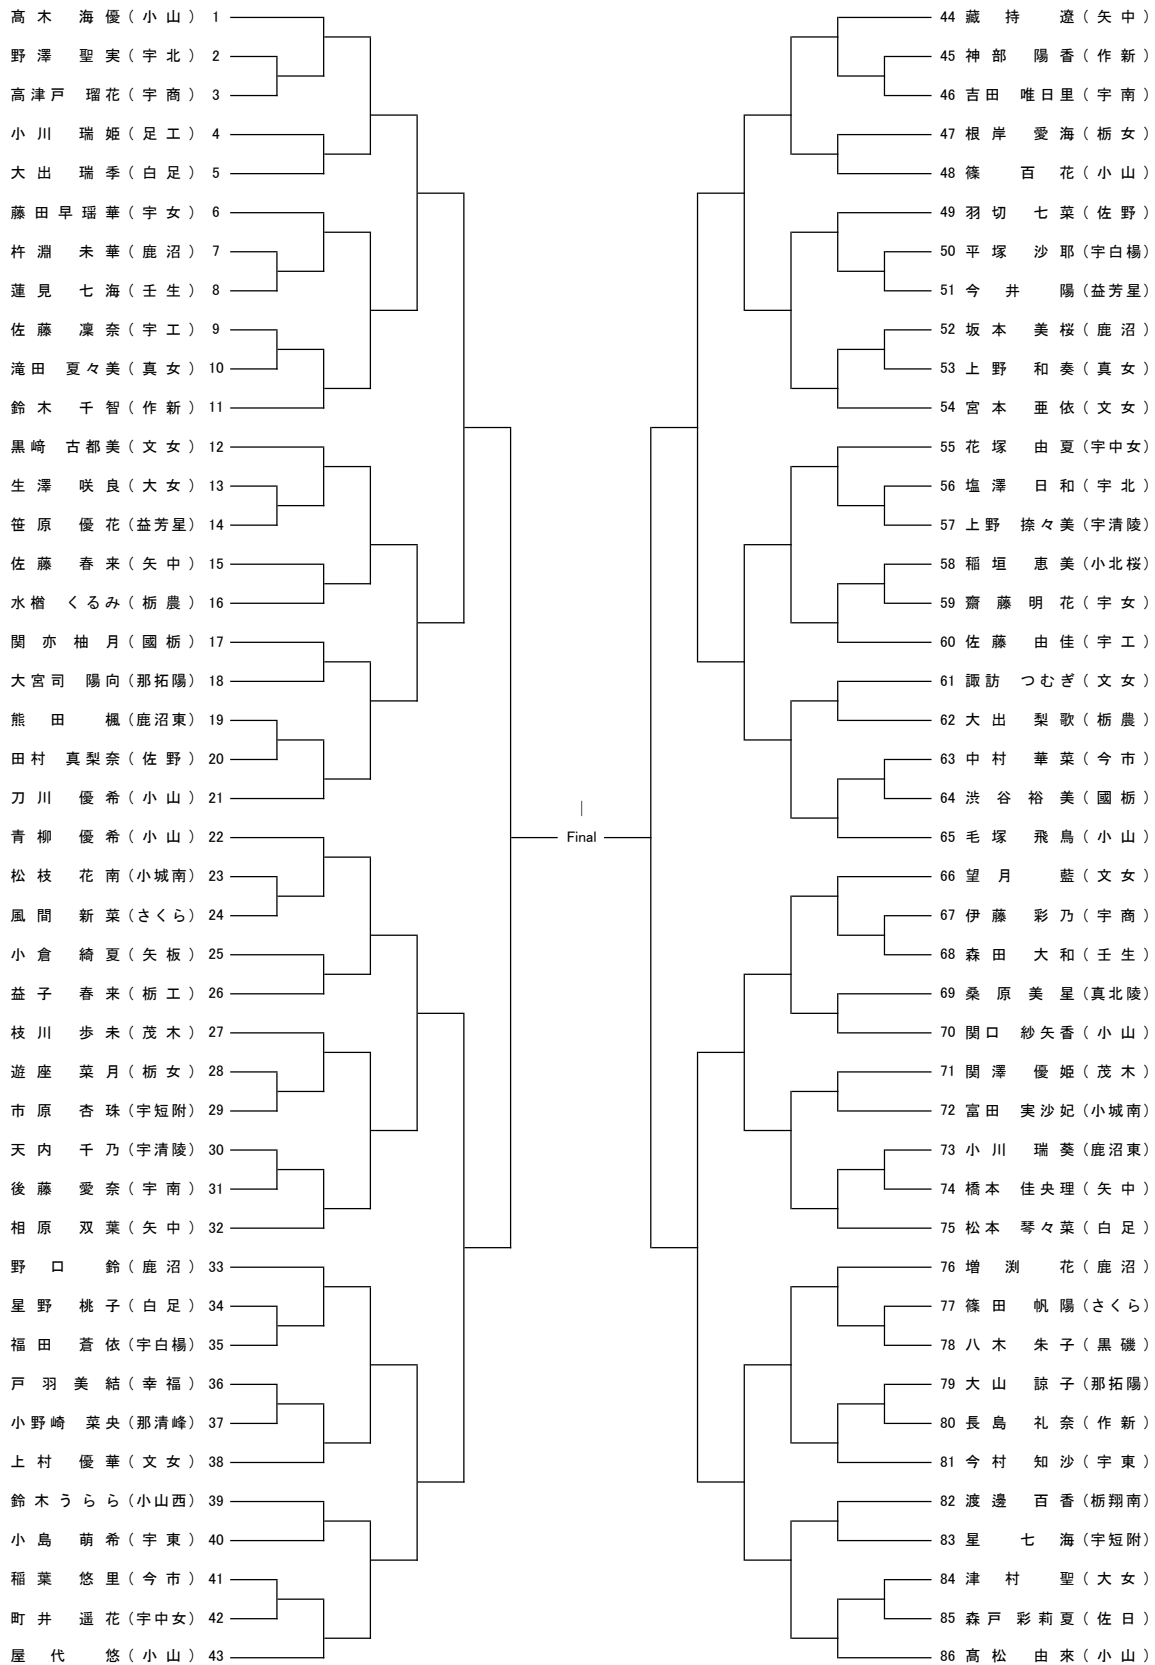 髙木 海優(小山) 1
野澤 聖実(宇北) 2
高津戸 瑠花(宇商) 3
小川 瑞姫(足工) 4
大出 瑞季(白足) 5
藤田早瑶華(宇女) 6
杵淵 未華(鹿沼) 7
蓮見 七海(壬生) 8
佐藤 凜奈(宇工) 9
滝田 夏々美(真女) 10
鈴木 千智(作新) 11
黒﨑 古都美(文女) 12
生澤 咲良(大女) 13
笹原 優花(益芳星) 14
佐藤 春来(矢中) 15
水楢 くるみ(栃農) 16
関亦柚月(國栃) 17
大宮司 陽向(那拓陽) 18
熊田 楓(鹿沼東) 19
田村 真梨奈(佐野) 20
刀川 優希(小山) 21
青柳 優希(小山) 22
松枝 花南(小城南) 23
風間 新菜(さくら) 24
小倉 綺夏(矢板) 25
益子 春来(栃工) 26
枝川 歩未(茂木) 27
遊座 菜月(栃女) 28
市原 杏珠(宇短附) 29
天内 千乃(宇清陵) 30
後藤 愛奈(宇南) 31
相原 双葉(矢中) 32
野口 鈴(鹿沼) 33
星野 桃子(白足) 34
福田 蒼依(宇白楊) 35
戸羽美結(幸福) 36
小野崎 菜央(那清峰) 37
上村 優華(文女) 38
鈴木うらら(小山西) 39
小島 萌希(宇東) 40
稲葉 悠里(今市) 41
町井 遥花(宇中女) 42
屋代 悠(小山) 43
Final
44 藏持 遼(矢中)
45 神部 陽香(作新)
46 吉田 唯日里(宇南)
47 根岸 愛海(栃女)
48 篠 百花(小山)
49 羽切 七菜(佐野)
50 平塚 沙耶(宇白楊)
51 今井 陽(益芳星)
52 坂本 美桜(鹿沼)
53 上野 和奏(真女)
54 宮本 亜依(文女)
55 花塚 由夏(宇中女)
56 塩澤 日和(宇北)
57 上野 捺々美(宇清陵)
58 稲垣 恵美(小北桜)
59 齋藤明花(宇女)
60 佐藤 由佳(宇工)
61 諏訪 つむぎ(文女)
62 大出 梨歌(栃農)
63 中村 華菜(今市)
64 渋谷裕美(國栃)
65 毛塚 飛鳥(小山)
66 望月 藍(文女)
67 伊藤 彩乃(宇商)
68 森田 大和(壬生)
69 桑原美星(真北陵)
70 関口 紗矢香(小山)
71 関澤 優姫(茂木)
72 富田 実沙妃(小城南)
73 小川 瑞葵(鹿沼東)
74 橋本 佳央理(矢中)
75 松本 琴々菜(白足)
76 増渕 花(鹿沼)
77 篠田 帆陽(さくら)
78 八木 朱子(黒磯)
79 大山 諒子(那拓陽)
80 長島 礼奈(作新)
81 今村 知沙(宇東)
82 渡邊 百香(栃翔南)
83 星 七海(宇短附)
84 津村 聖(大女)
85 森戸 彩莉夏(佐日)
86 髙松 由來(小山)